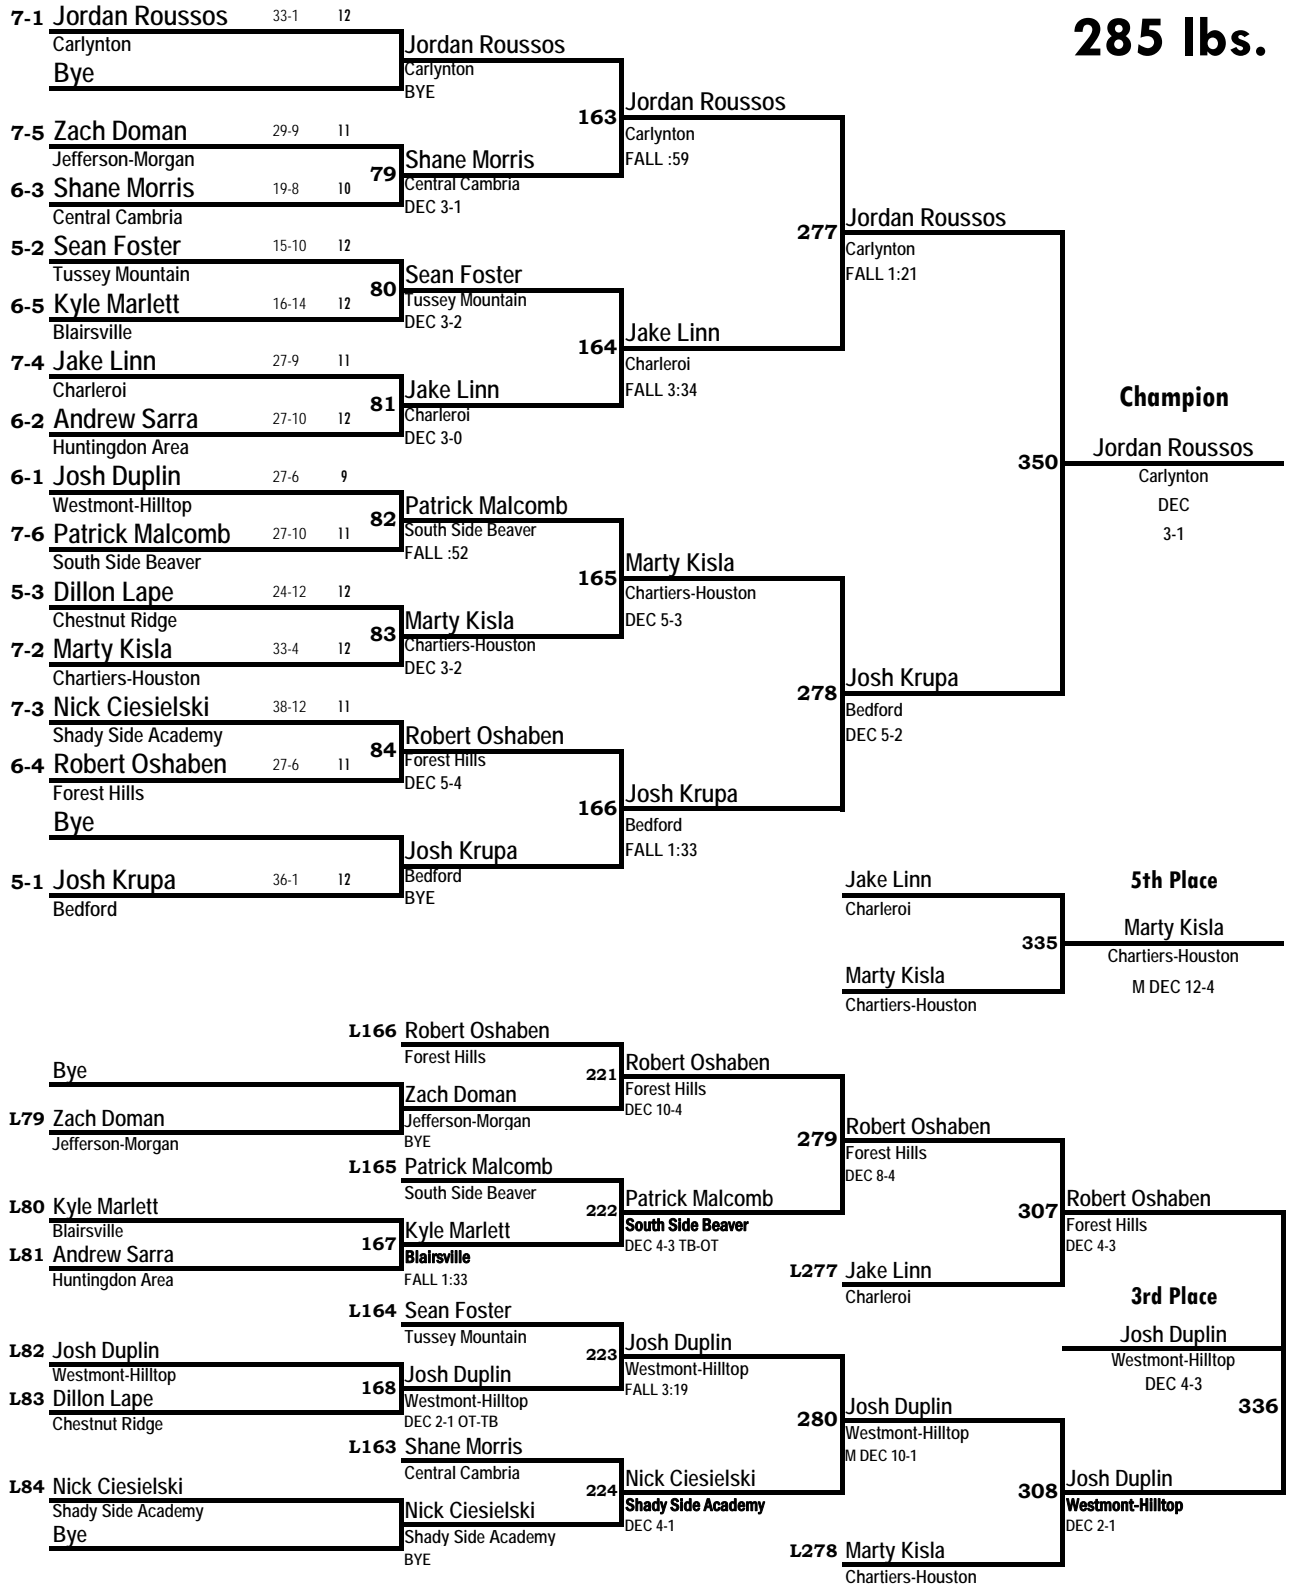 285 lbs.
7-1 Jordan Roussos 33-1 12
Carlynton
Bye
7-5 Zach Doman 29-9 11
Jefferson-Morgan
6-3 Shane Morris 19-8 10
Central Cambria
5-2 Sean Foster 15-10 12
Tussey Mountain
6-5 Kyle Marlett 16-14 12
Blairsville
7-4 Jake Linn 27-9 11
Charleroi
6-2 Andrew Sarra 27-10 12
Huntingdon Area
6-1 Josh Duplin 27-6 9
Westmont-Hilltop
7-6 Patrick Malcomb 27-10 11
South Side Beaver
5-3 Dillon Lape 24-12 12
Chestnut Ridge
7-2 Marty Kisla 33-4 12
Chartiers-Houston
7-3 Nick Ciesielski 38-12 11
Shady Side Academy
6-4 Robert Oshaben 27-6 11
Forest Hills
Bye
5-1 Josh Krupa 36-1 12
Bedford
Jordan Roussos
Carlynton
BYE
79
Shane Morris
Central Cambria
DEC 3-1
80
Sean Foster
Tussey Mountain
DEC 3-2
81
Jake Linn
Charleroi
DEC 3-0
82
Patrick Malcomb
South Side Beaver
FALL :52
83
Marty Kisla
Chartiers-Houston
DEC 3-2
84
Robert Oshaben
Forest Hills
DEC 5-4
Josh Krupa
Bedford
BYE
163
Jordan Roussos
Carlynton
FALL :59
164
Jake Linn
Charleroi
FALL 3:34
165
Marty Kisla
Chartiers-Houston
DEC 5-3
166
Josh Krupa
Bedford
FALL 1:33
277
Jordan Roussos
Carlynton
FALL 1:21
278
Josh Krupa
Bedford
DEC 5-2
350
Champion
Jordan Roussos
Carlynton
DEC
3-1
Jake Linn
Charleroi
Marty Kisla
Chartiers-Houston
335
5th Place
Marty Kisla
Chartiers-Houston
M DEC 12-4
Bye
L79 Zach Doman
Jefferson-Morgan
L80 Kyle Marlett
Blairsville
L81 Andrew Sarra
Huntingdon Area
L82 Josh Duplin
Westmont-Hilltop
L83 Dillon Lape
Chestnut Ridge
L84 Nick Ciesielski
Shady Side Academy
Bye
L166 Robert Oshaben
Forest Hills
Zach Doman
Jefferson-Morgan
BYE
L165 Patrick Malcomb
South Side Beaver
167
Kyle Marlett
Blairsville
FALL 1:33
L164 Sean Foster
Tussey Mountain
168
Josh Duplin
Westmont-Hilltop
DEC 2-1 OT-TB
L163 Shane Morris
Central Cambria
Nick Ciesielski
Shady Side Academy
BYE
221
Robert Oshaben
Forest Hills
DEC 10-4
222
Patrick Malcomb
South Side Beaver
DEC 4-3 TB-OT
223
Josh Duplin
Westmont-Hilltop
FALL 3:19
224
Nick Ciesielski
Shady Side Academy
DEC 4-1
279
Robert Oshaben
Forest Hills
DEC 8-4
L277 Jake Linn
Charleroi
280
Josh Duplin
Westmont-Hilltop
M DEC 10-1
L278 Marty Kisla
Chartiers-Houston
307
Robert Oshaben
Forest Hills
DEC 4-3
308
Josh Duplin
Westmont-Hilltop
DEC 2-1
3rd Place
Josh Duplin
Westmont-Hilltop
DEC 4-3
336